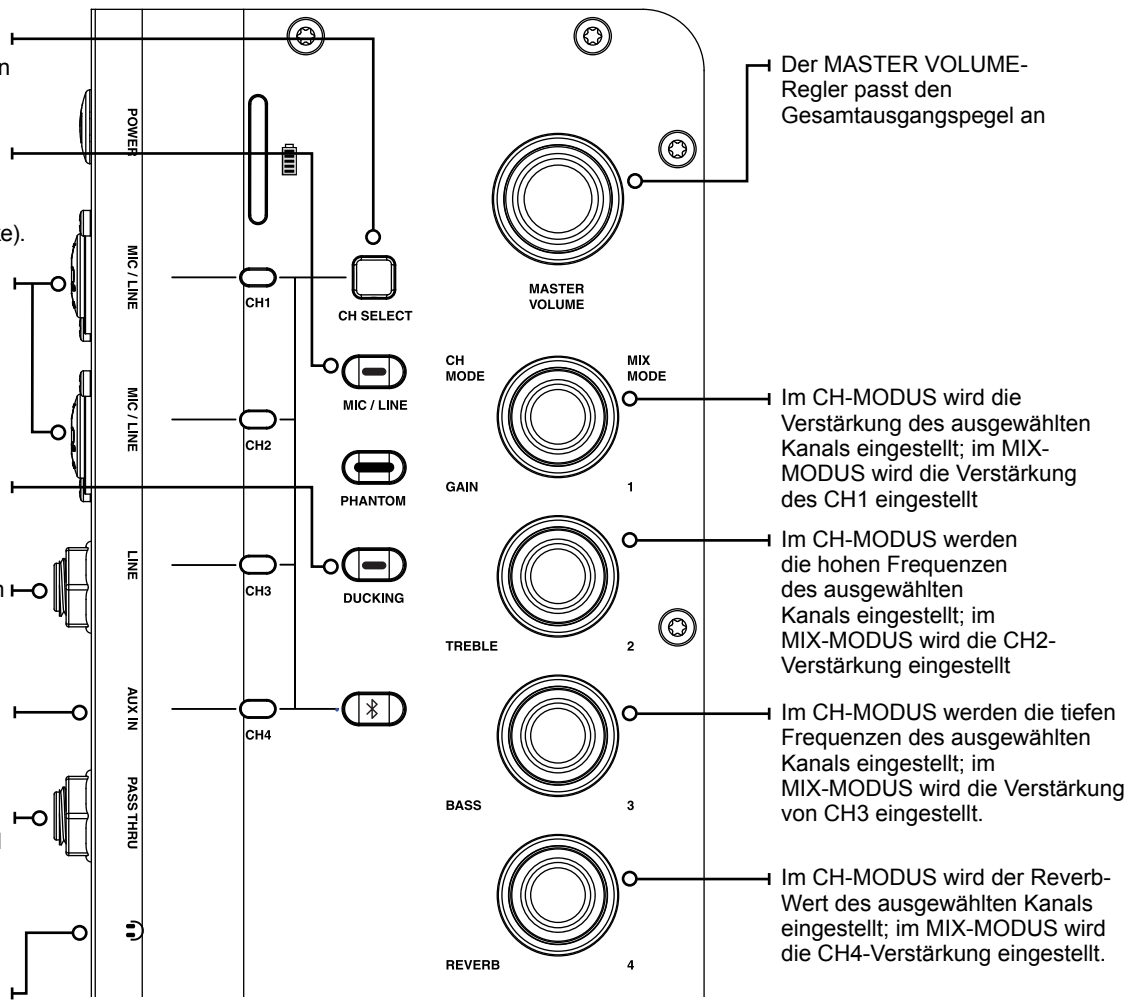 n
e).
n
POWER
MIC / LINE
MIC / LINE
LINE
AUX IN
PASS THRU
CH1
CH2
CH3
CH4
CH SELECT
MIC / LINE
PHANTOM
DUCKING
MASTER
VOLUME
CH
MODE
MIX
MODE
GAIN
1
TREBLE
2
BASS
3
REVERB
4
Der MASTER VOLUME-
Regler passt den
Gesamtausgangspegel an
Im CH-MODUS wird die
Verstärkung des ausgewählten
Kanals eingestellt; im MIX-
MODUS wird die Verstärkung
des CH1 eingestellt
Im CH-MODUS werden
die hohen Frequenzen
des ausgewählten
Kanals eingestellt; im
MIX-MODUS wird die CH2-
Verstärkung eingestellt
Im CH-MODUS werden die tiefen
Frequenzen des ausgewählten
Kanals eingestellt; im
MIX-MODUS wird die Verstärkung
von CH3 eingestellt.
Im CH-MODUS wird der Reverb-
Wert des ausgewählten Kanals
eingestellt; im MIX-MODUS wird
die CH4-Verstärkung eingestellt.